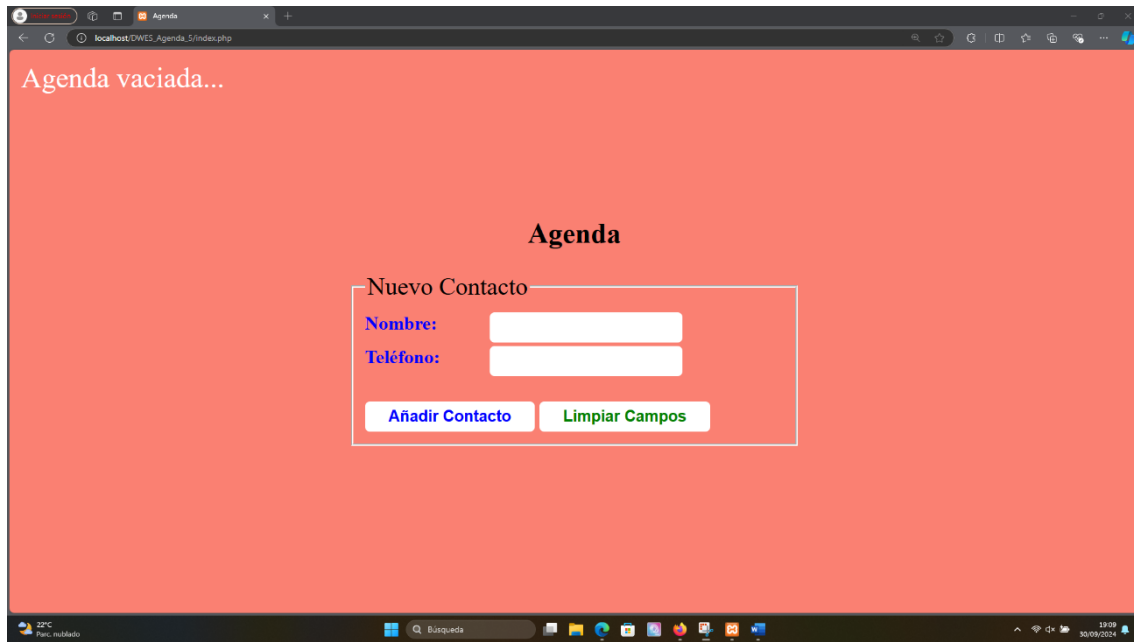 Agenda
localhost/DWES_Agenda_5/index.php
Agenda vaciada...
Agenda
Nuevo Contacto
Nombre:
Teléfono:
Añadir Contacto Limpiar Campos
22°C
Parc. nublado
Búsqueda
19:09
30/09/2024